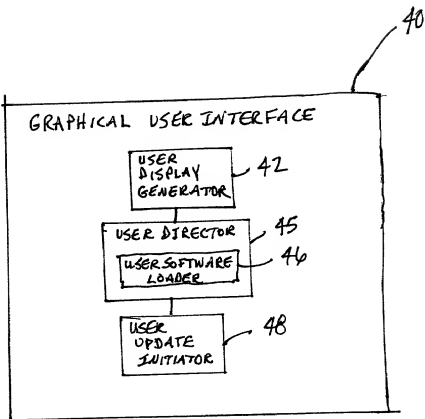 40
GRAPHICAL USER INTERFACE
USER
DISPLAY
GENERATOR
42
USER DIRECTOR
45
USER SOFTWARE
LOADER
46
USER
UPDATE
INITIATOR
48